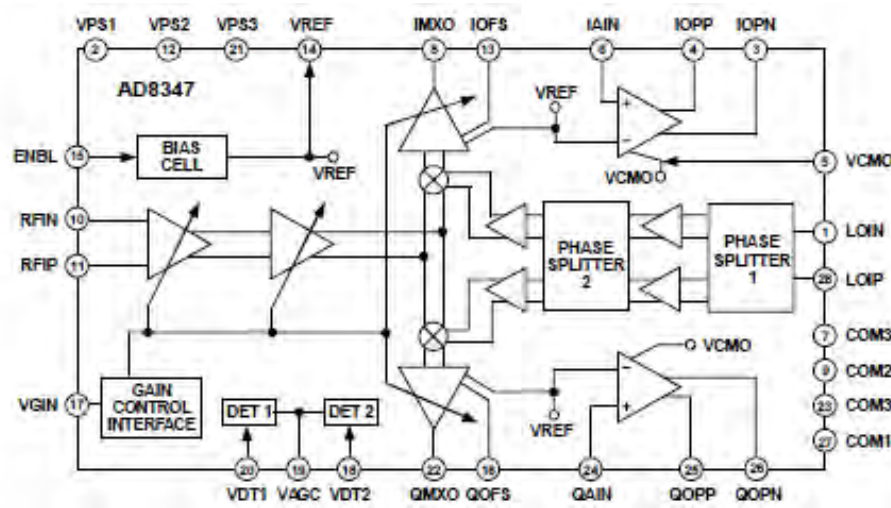 VPS1 VPS2 VPS3 VREF IMXO IOFS IAIN IOPP IOPN
2 12 21 14 8 13 6 4 3
AD8347
VREF
ENBL 15
BIAS
CELL
VREF
VCMO
5 VCMO
RFIN 10
RFIP 11
PHASE
SPLITTER
2
PHASE
SPLITTER
1
1 LOIN
28 LOIP
7 COM3
VCMO
9 COM2
VGIN 17
GAIN
CONTROL
INTERFACE
DET 1
DET 2
VREF
23 COM3
27 COM1
20 19 18 22 16 24 25 26
VDT1 VAGC VDT2 QMXO QOFS QAIN QOPP QOPN